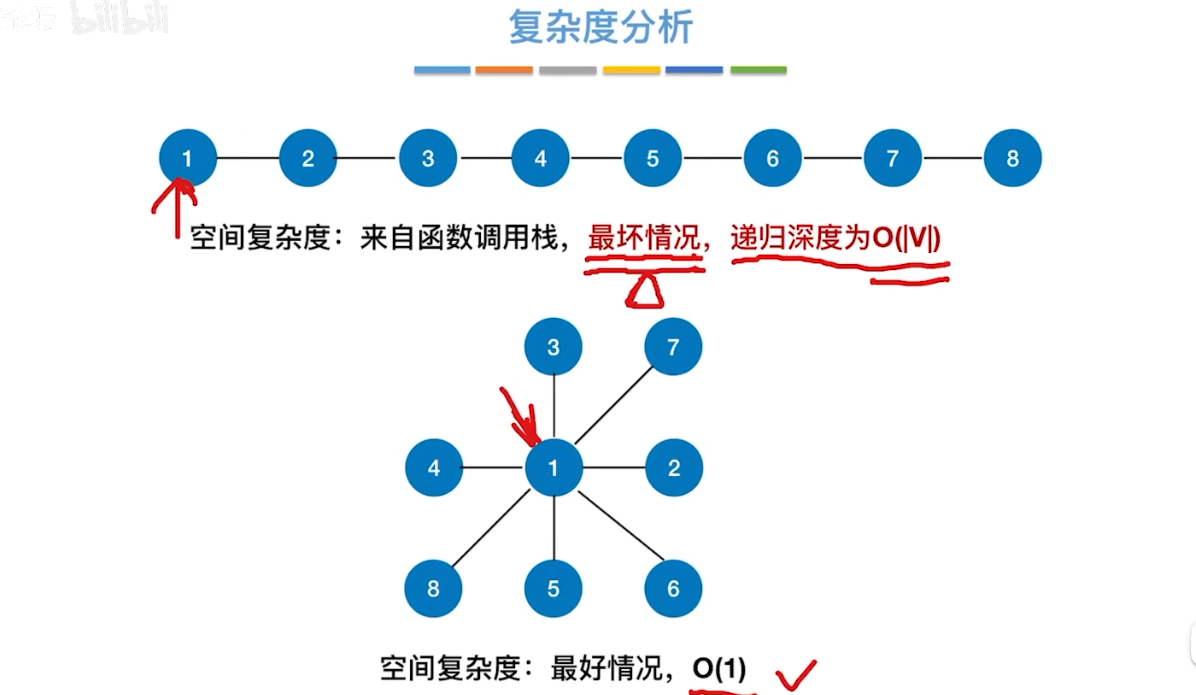 bilibili
复杂度分析
1 2 3 4 5 6 7 8
空间复杂度：来自函数调用栈，最坏情况，递归深度为O(|V|)
3 7
4 1 2
8 5 6
空间复杂度：最好情况，O(1)